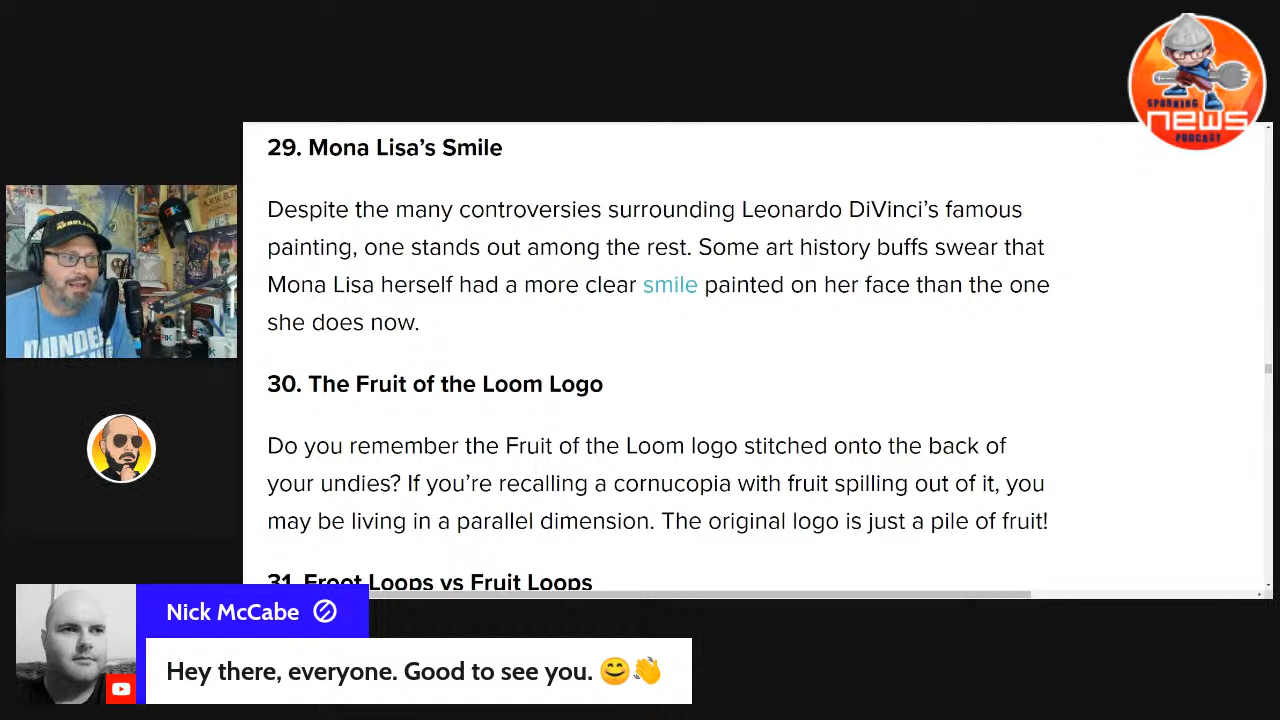 SPORKING
NEWS
PODCAST
29. Mona Lisa’s Smile
Despite the many controversies surrounding Leonardo DiVinci’s famous
painting, one stands out among the rest. Some art history buffs swear that
Mona Lisa herself had a more clear smile painted on her face than the one
she does now.
30. The Fruit of the Loom Logo
Do you remember the Fruit of the Loom logo stitched onto the back of
your undies? If you’re recalling a cornucopia with fruit spilling out of it, you
may be living in a parallel dimension. The original logo is just a pile of fruit!
31. Froot Loops vs Fruit Loops
Nick McCabe
Hey there, everyone. Good to see you. 😊👋